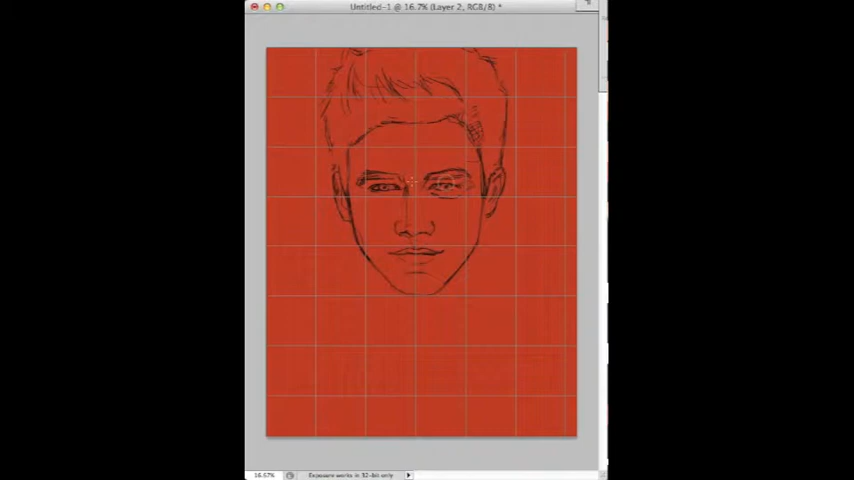 Untitled-1 @ 16.7% (Layer 2, RGB/8) *
16.67%
Exposure works in 32-bit only